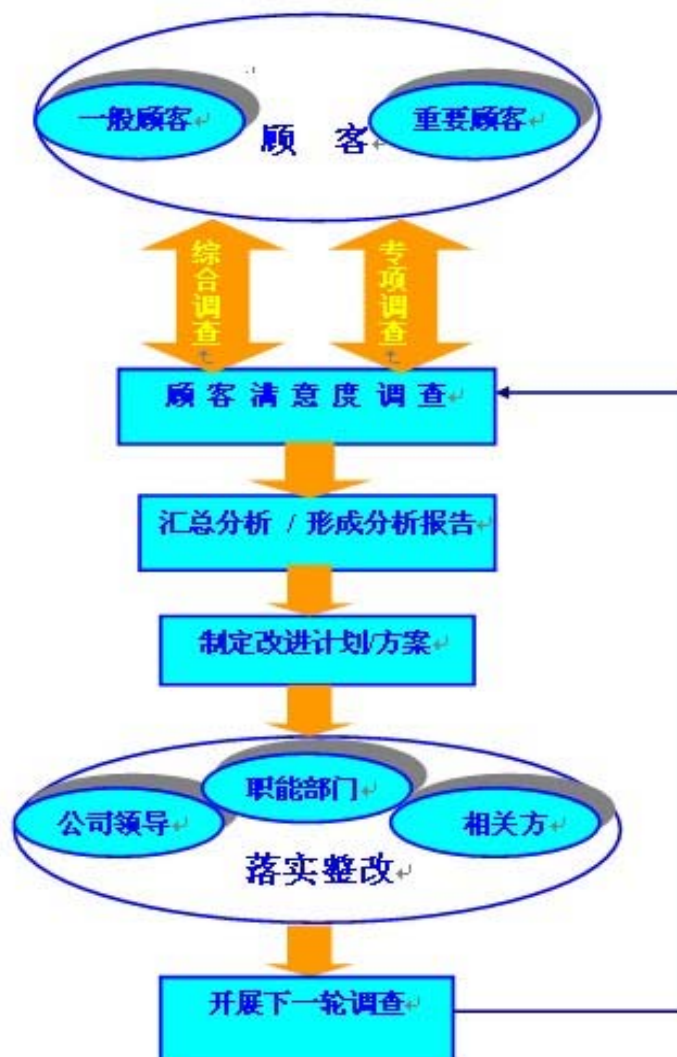 一般顾客
重要顾客
顾 客
综合调查
专项调查
顾 客 满 意 度 调 查
汇总分析 / 形成分析报告
制定改进计划/方案
职能部门
公司领导
相关方
落实整改
开展下一轮调查